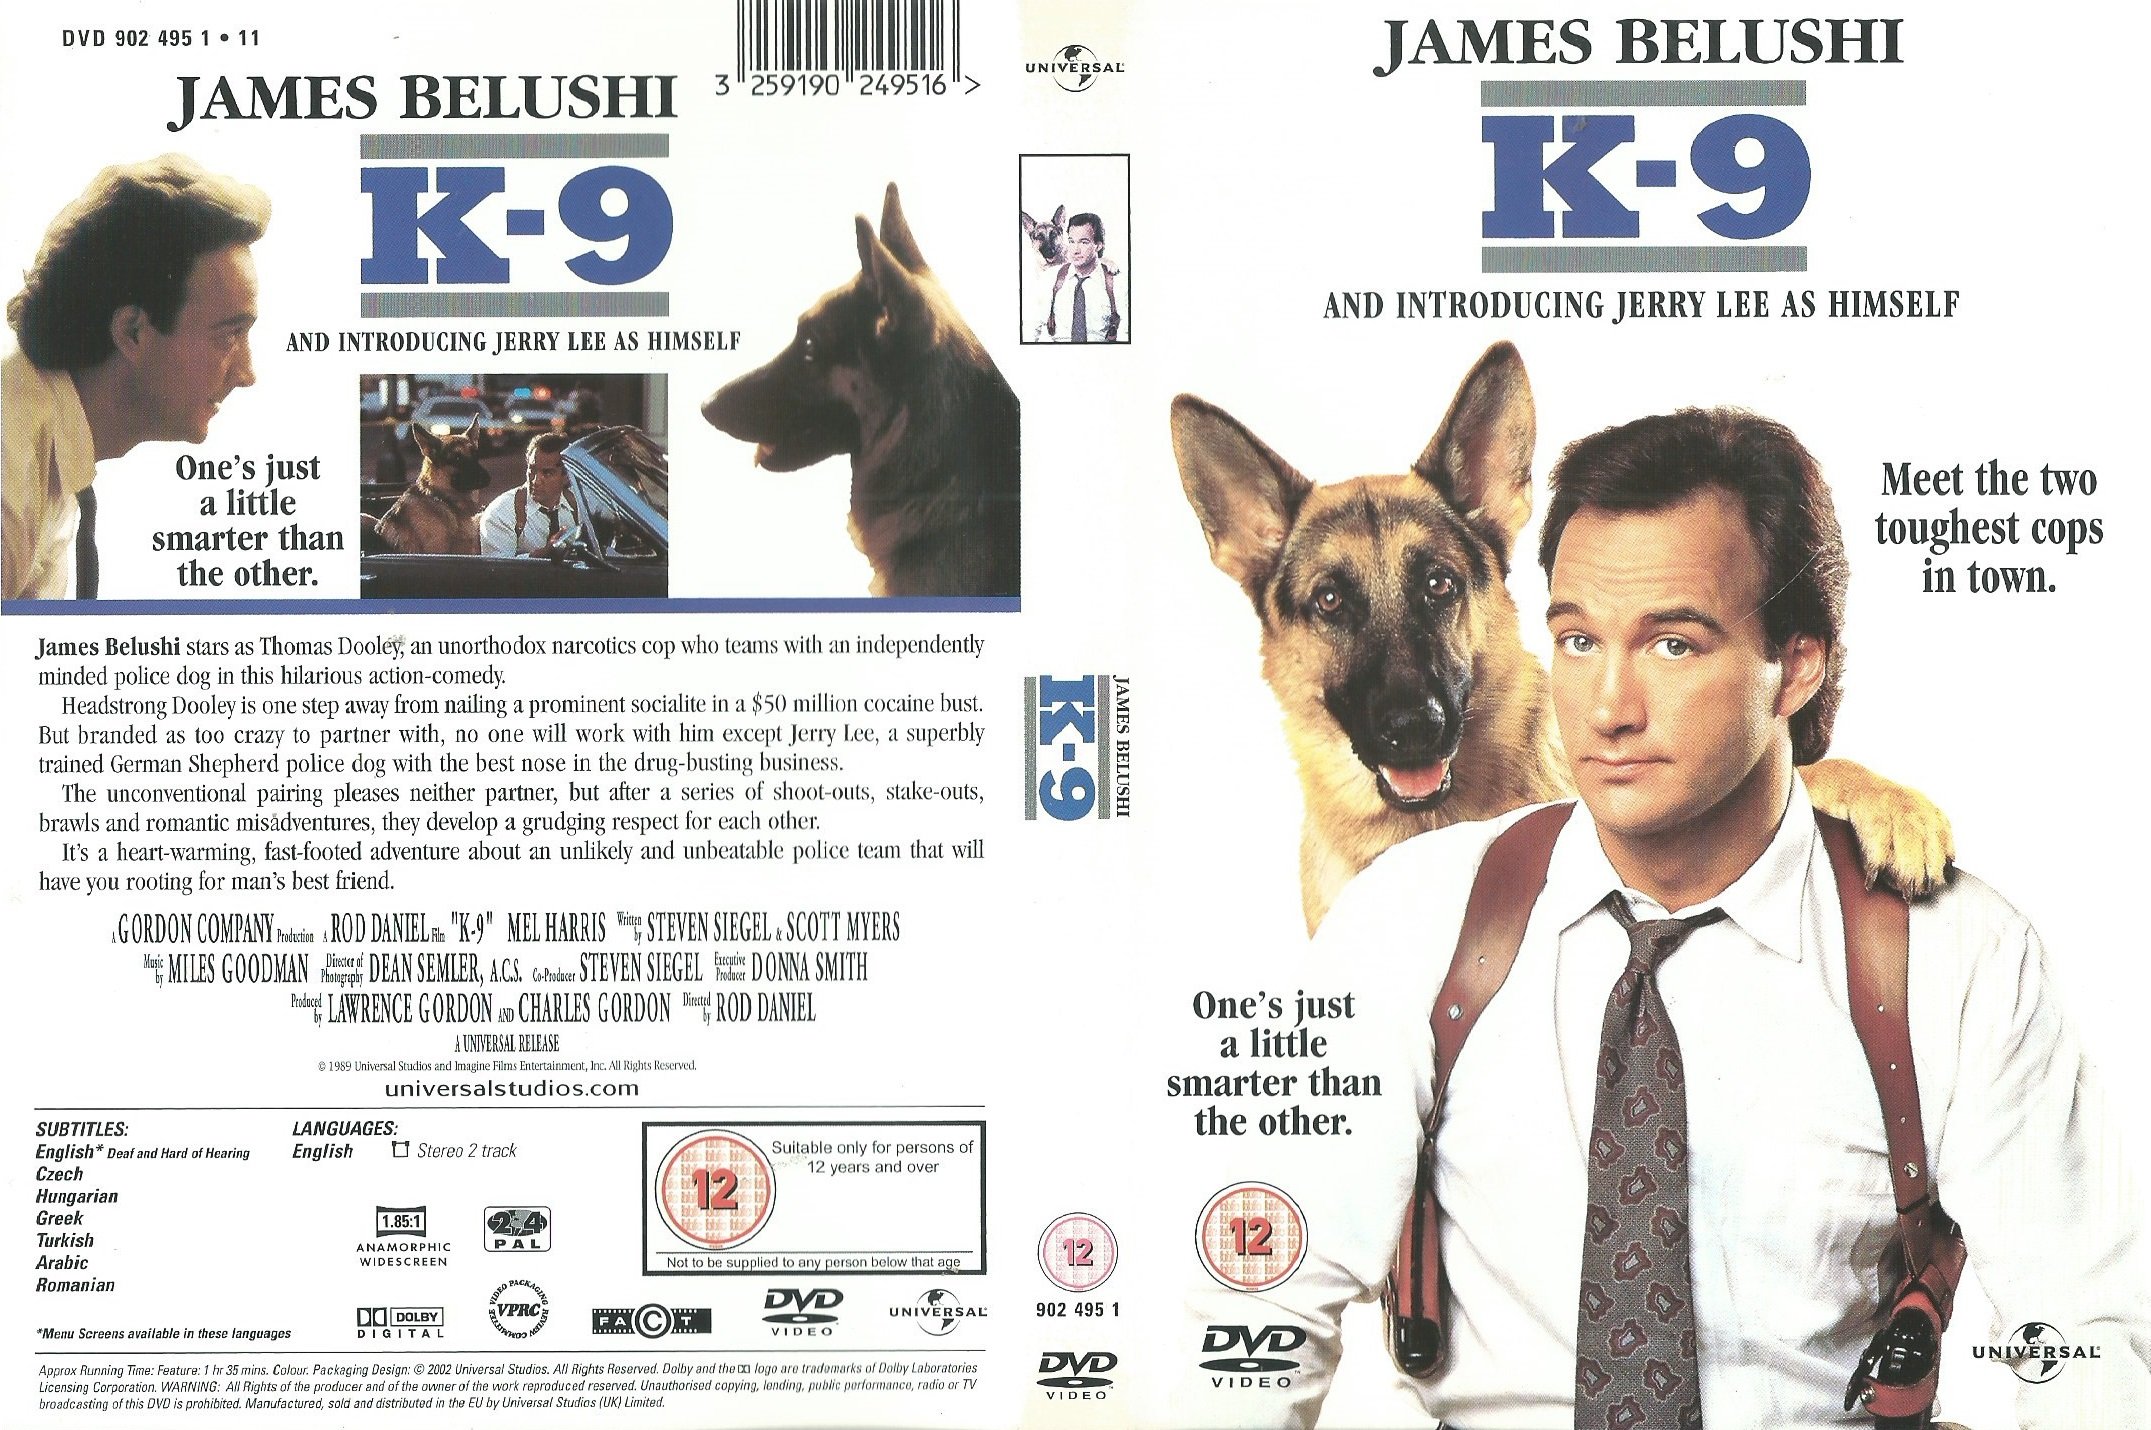 DVD 902 495 1 • 11
3 259190 249516 >
JAMES BELUSHI
K-9
AND INTRODUCING JERRY LEE AS HIMSELF
One's just
a little
smarter than
the other.
James Belushi stars as Thomas Dooley, an unorthodox narcotics cop who teams with an independently
minded police dog in this hilarious action-comedy.
Headstrong Dooley is one step away from nailing a prominent socialite in a $50 million cocaine bust.
But branded as too crazy to partner with, no one will work with him except Jerry Lee, a superbly
trained German Shepherd police dog with the best nose in the drug-busting business.
The unconventional pairing pleases neither partner, but after a series of shoot-outs, stake-outs,
brawls and romantic misadventures, they develop a grudging respect for each other.
It's a heart-warming, fast-footed adventure about an unlikely and unbeatable police team that will
have you rooting for man's best friend.
A GORDON COMPANY Production A ROD DANIEL Film "K-9" MEL HARRIS Written by STEVEN SIEGEL & SCOTT MYERS
Music by MILES GOODMAN Director of Photography DEAN SEMLER, A.C.S. Co-Producer STEVEN SIEGEL Executive Producer DONNA SMITH
Produced by LAWRENCE GORDON AND CHARLES GORDON Directed by ROD DANIEL
A UNIVERSAL RELEASE
© 1989 Universal Studios and Imagine Films Entertainment, Inc. All Rights Reserved.
universalstudios.com
SUBTITLES:
English* Deaf and Hard of Hearing
Czech
Hungarian
Greek
Turkish
Arabic
Romanian
*Menu Screens available in these languages
LANGUAGES:
English Stereo 2 track
1.85:1
ANAMORPHIC
WIDESCREEN
2 4
PAL
12
Suitable only for persons of
12 years and over
Not to be supplied to any person below that age
DOLBY
DIGITAL
VIDEO PACKAGING REVIEW COMMITTEE
VPRC
FACT
DVD
VIDEO
UNIVERSAL
Approx Running Time: Feature: 1 hr 35 mins. Colour. Packaging Design: © 2002 Universal Studios. All Rights Reserved. Dolby and the logo are trademarks of Dolby Laboratories
Licensing Corporation. WARNING: All Rights of the producer and of the owner of the work reproduced reserved. Unauthorised copying, lending, public performance, radio or TV
broadcasting of this DVD is prohibited. Manufactured, sold and distributed in the EU by Universal Studios (UK) Limited.
UNIVERSAL
JAMES BELUSHI
K-9
12
902 495 1
DVD
VIDEO
JAMES BELUSHI
K-9
AND INTRODUCING JERRY LEE AS HIMSELF
Meet the two
toughest cops
in town.
One's just
a little
smarter than
the other.
12
DVD
VIDEO
UNIVERSAL